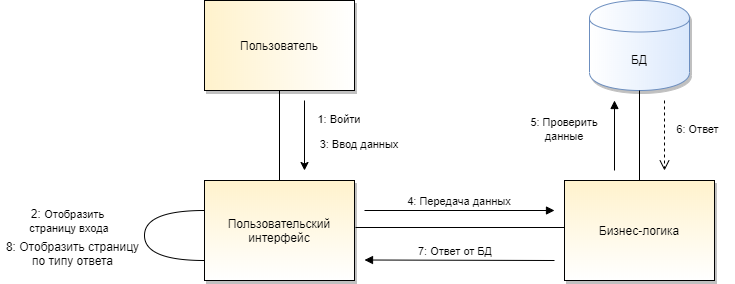 Пользователь
БД
1: Войти
3: Ввод данных
5: Проверить
данные
6: Ответ
2: Отобразить
страницу входа
8: Отобразить страницу
по типу ответа
Пользовательский
интерфейс
4: Передача данных
7: Ответ от БД
Бизнес-логика